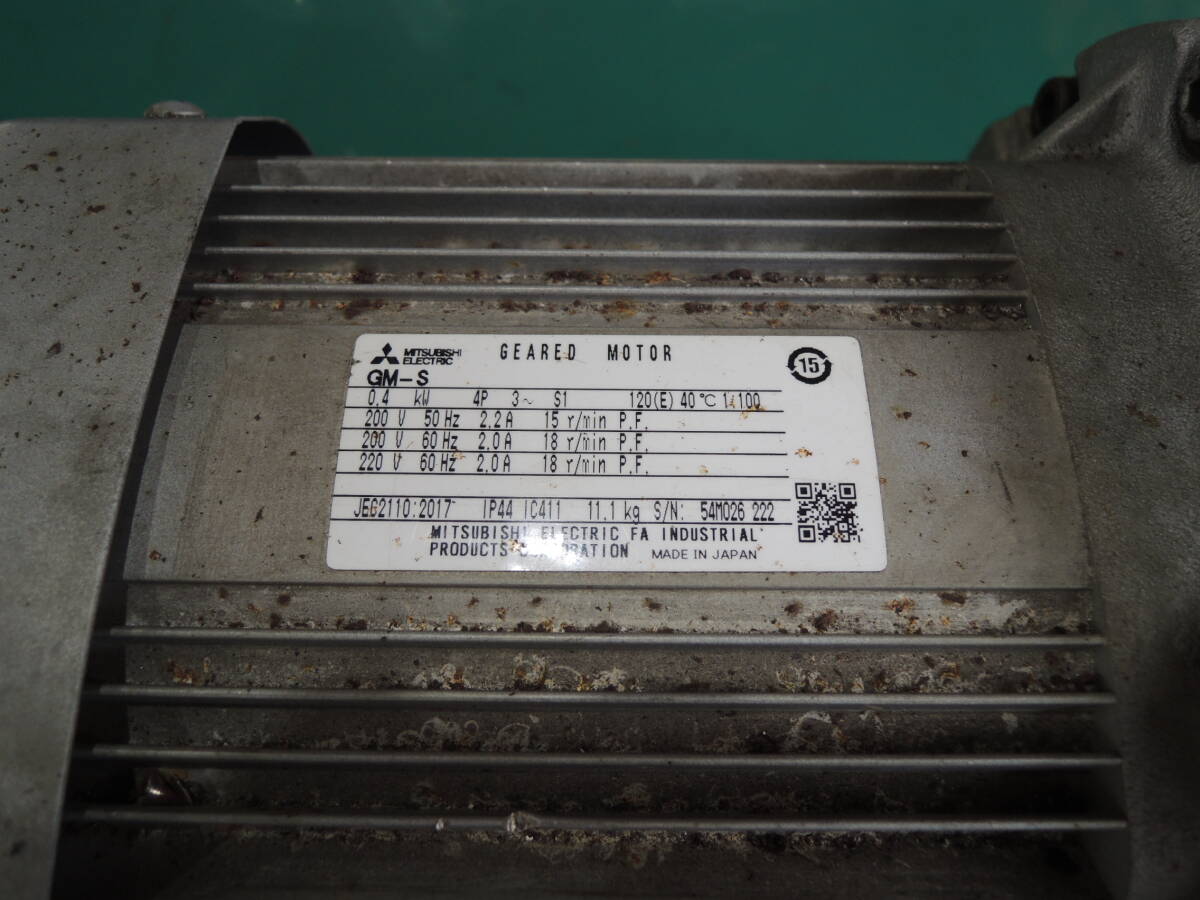 MITSUBISHI ELECTRIC GEARED MOTOR 15
GM-S
0.4 kW 4P 3~ S1 120(E) 40℃ 1:100
200 V 50 Hz 2.2 A 15 r/min P.F.
200 V 60 Hz 2.0 A 18 r/min P.F.
220 V 60 Hz 2.0 A 18 r/min P.F.
JEC2110:2017 IP44 IC411 11.1 kg S/N: 54M026 222
MITSUBISHI ELECTRIC FA INDUSTRIAL
PRODUCTS CORPORATION MADE IN JAPAN